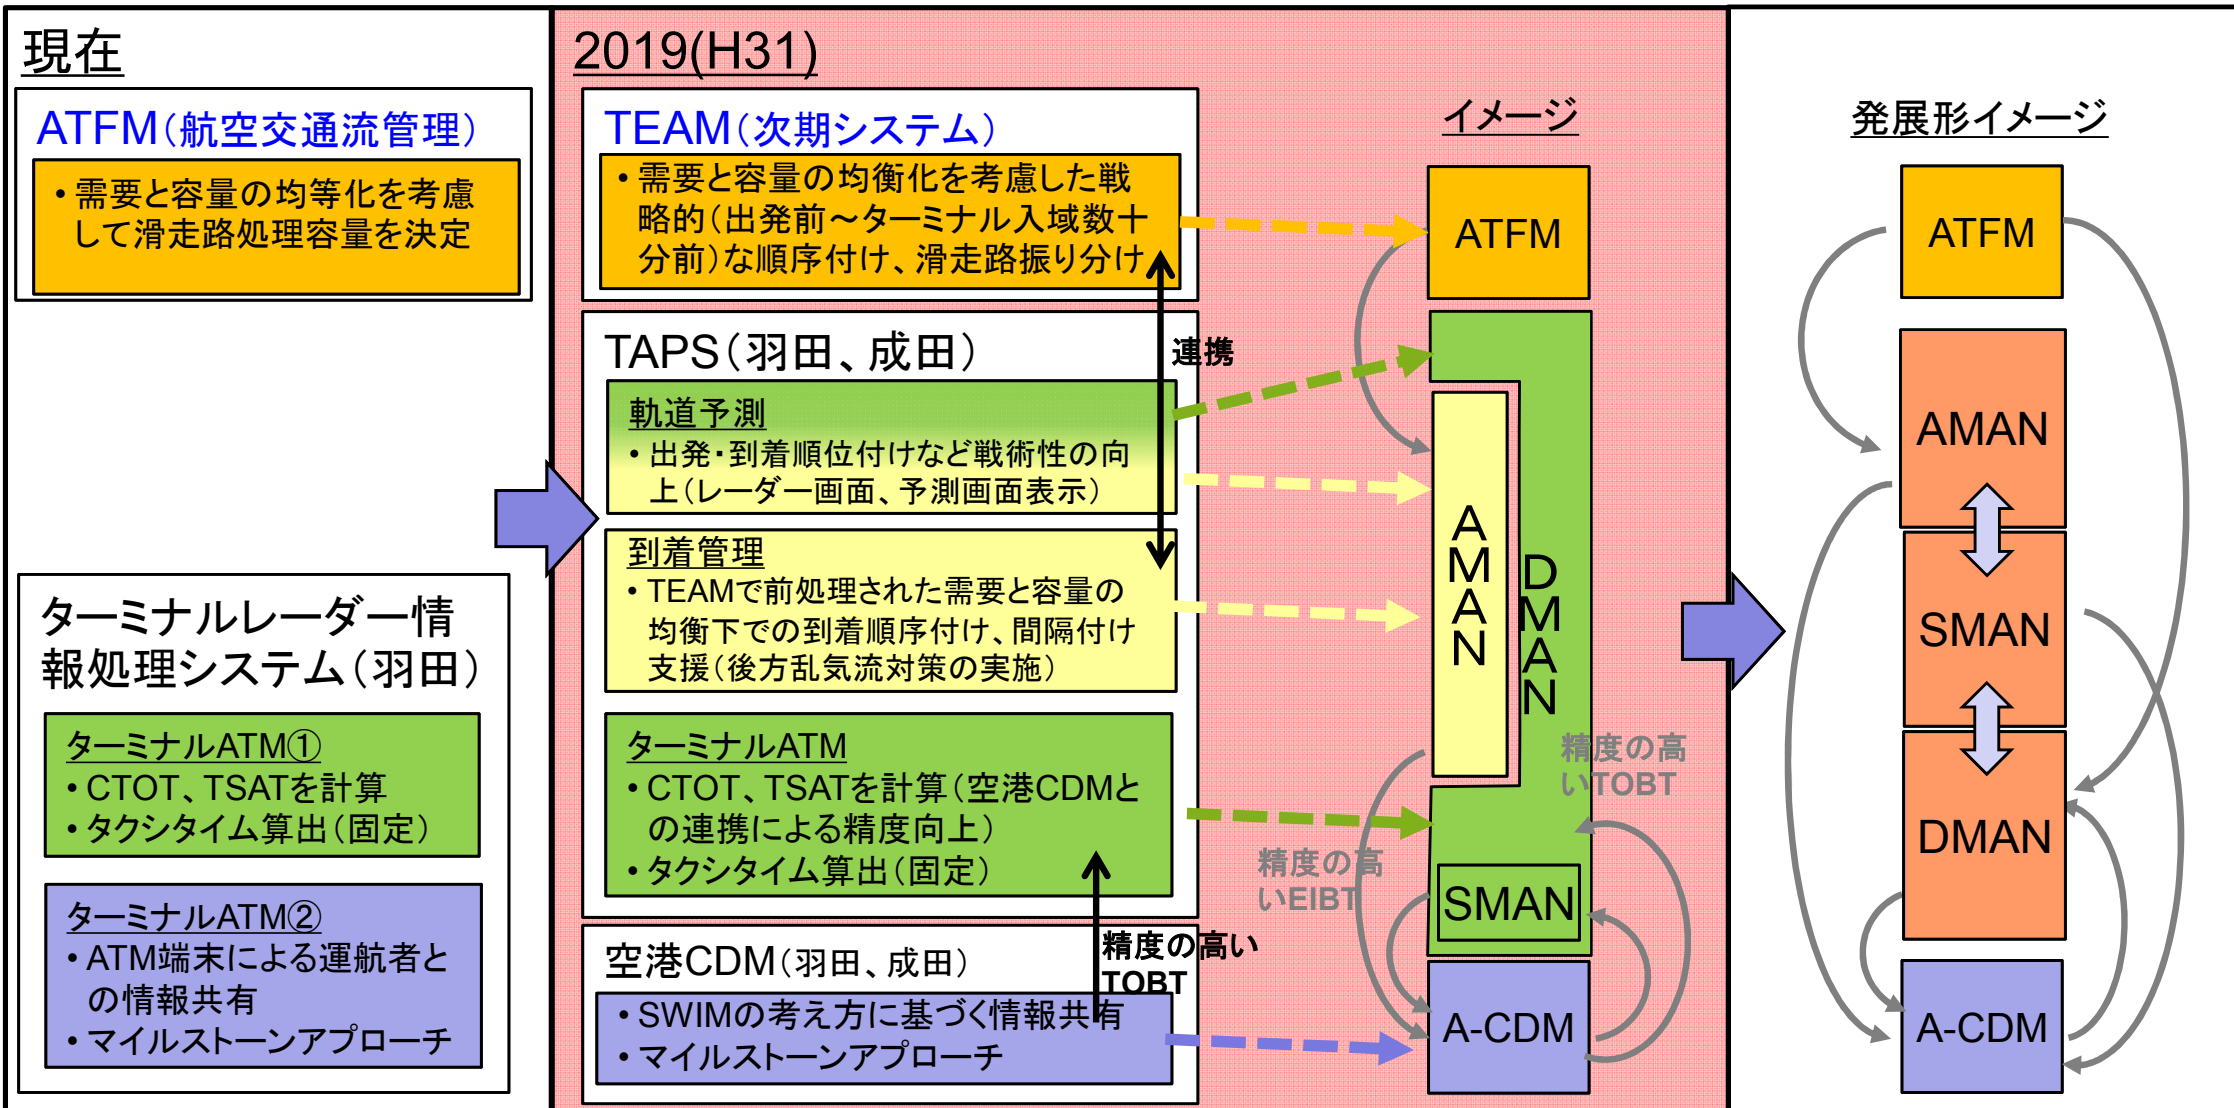 現在
ATFM(航空交通流管理)
• 需要と容量の均等化を考慮
して滑走路処理容量を決定
ターミナルレーダー情
報処理システム(羽田)
ターミナルATM①
• CTOT、TSATを計算
• タクシタイム算出(固定)
ターミナルATM②
• ATM端末による運航者と
の情報共有
• マイルストーンアプローチ
2019(H31)
TEAM(次期システム)
• 需要と容量の均衡化を考慮した戦
略的(出発前～ターミナル入域数十
分前)な順序付け、滑走路振り分け
連携
TAPS(羽田、成田)
軌道予測
• 出発・到着順位付けなど戦術性の向
上(レーダー画面、予測画面表示)
到着管理
• TEAMで前処理された需要と容量の
均衡下での到着順序付け、間隔付け
支援(後方乱気流対策の実施)
ターミナルATM
• CTOT、TSATを計算(空港CDMと
の連携による精度向上)
• タクシタイム算出(固定)
精度の高い
TOBT
空港CDM(羽田、成田)
• SWIMの考え方に基づく情報共有
• マイルストーンアプローチ
イメージ
ATFM
AMAN
DMAN
精度の高
いTOBT
精度の高
いEIBT
SMAN
A-CDM
発展形イメージ
ATFM
AMAN
SMAN
DMAN
A-CDM